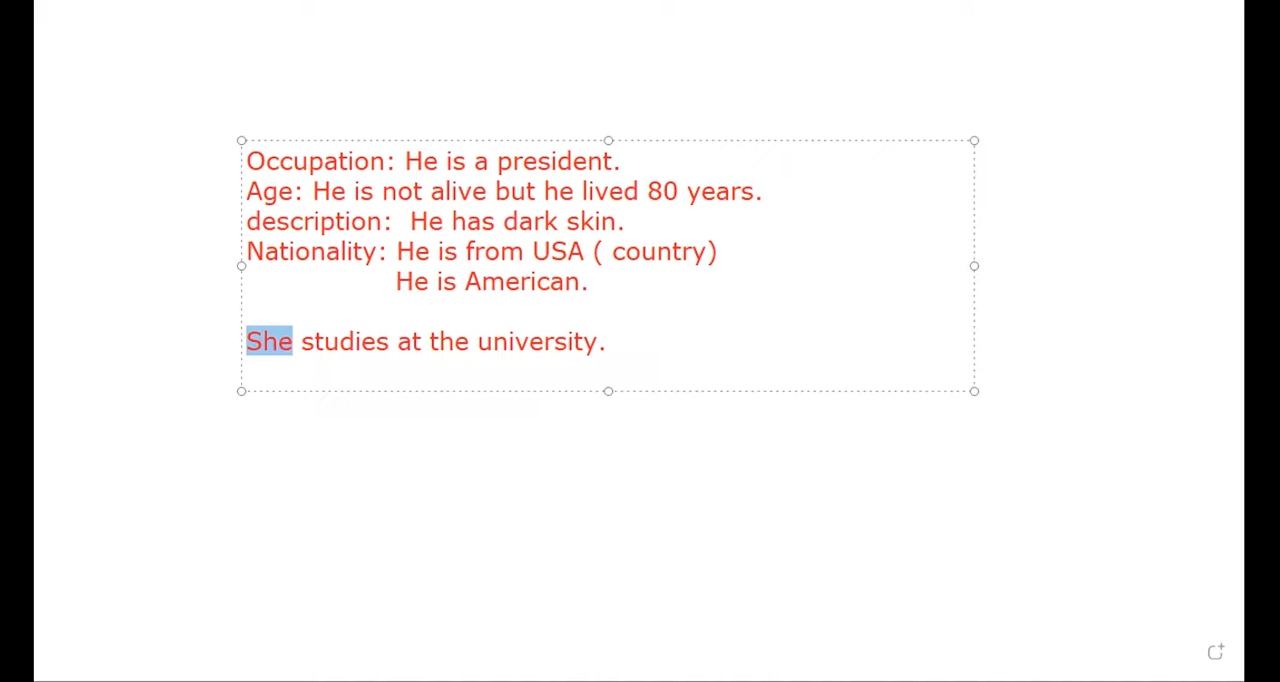 Occupation: He is a president.
Age: He is not alive but he lived 80 years.
description:  He has dark skin.
Nationality: He is from USA ( country)
He is American.
She studies at the university.